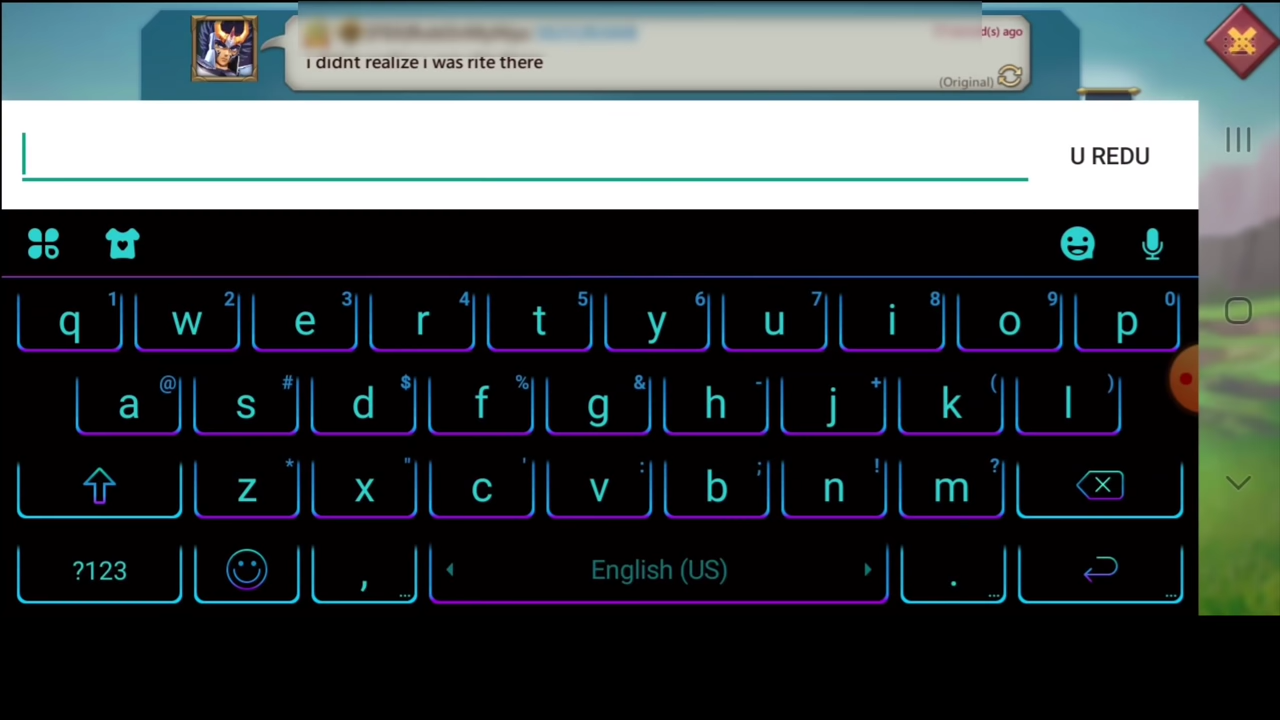 d(s) ago
i didnt realize i was rite there
(Original)
U REDU
1 2 3 4 5 6 7 8 9 0
q w e r t y u i o p
@ # $ % & - + ( )
a s d f g h j k l
* " ' : ; ! ?
z x c v b n m
?123 , ... English (US) . ... ...